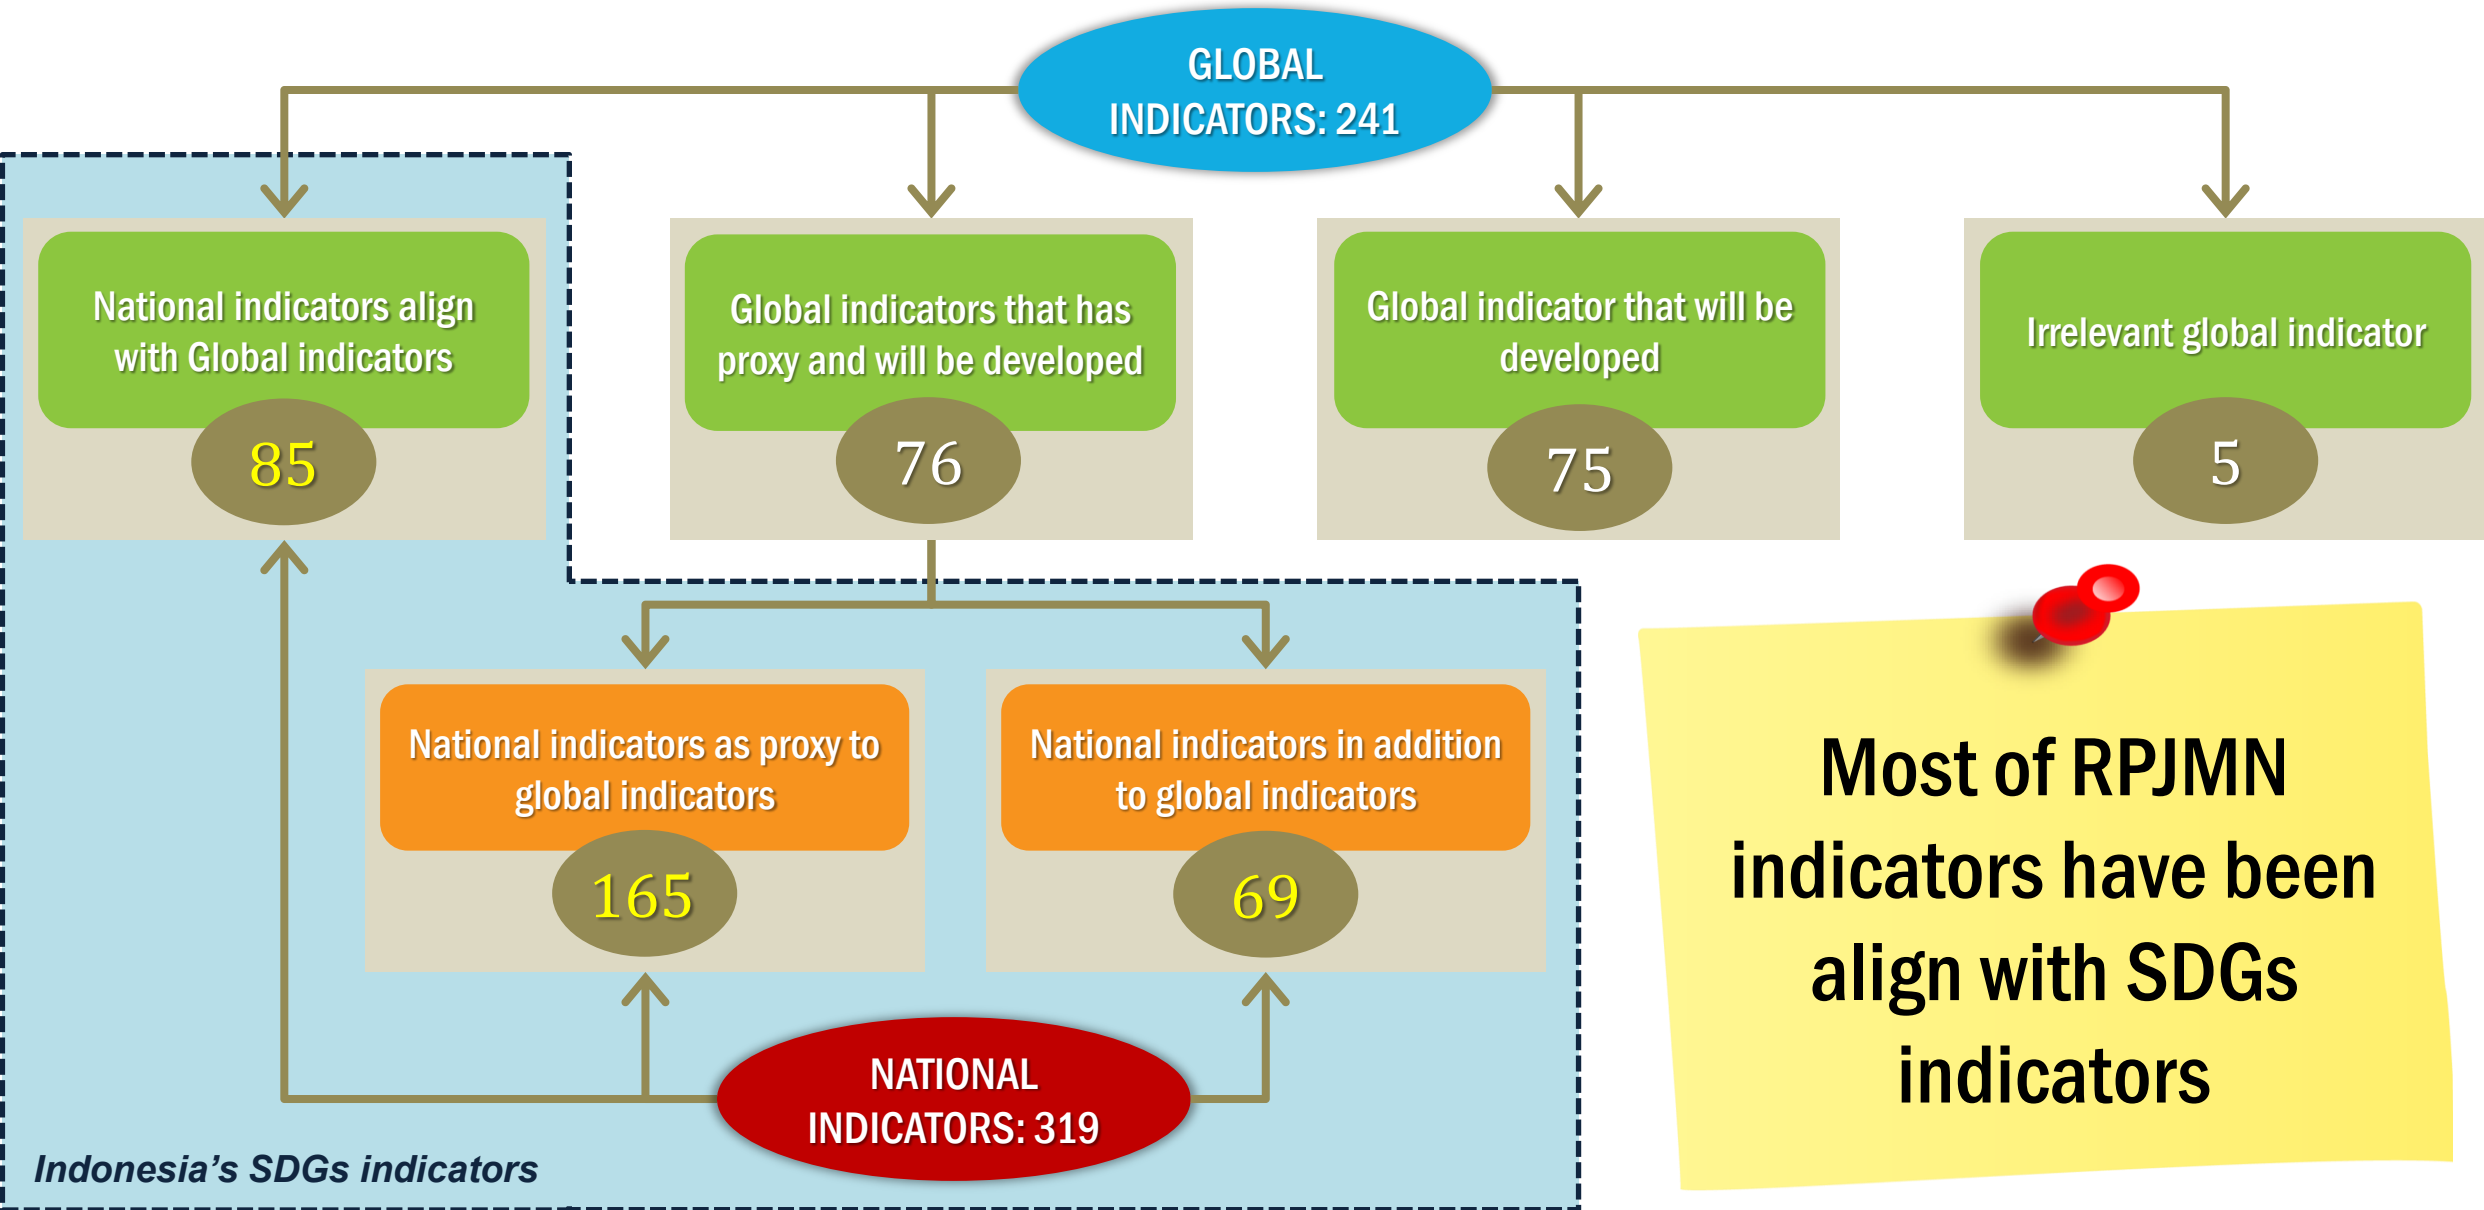 GLOBAL
INDICATORS: 241
National indicators align
with Global indicators
85
Global indicators that has
proxy and will be developed
76
Global indicator that will be
developed
75
Irrelevant global indicator
5
National indicators as proxy to
global indicators
165
National indicators in addition
to global indicators
69
NATIONAL
INDICATORS: 319
Indonesia’s SDGs indicators
Most of RPJMN
indicators have been
align with SDGs
indicators